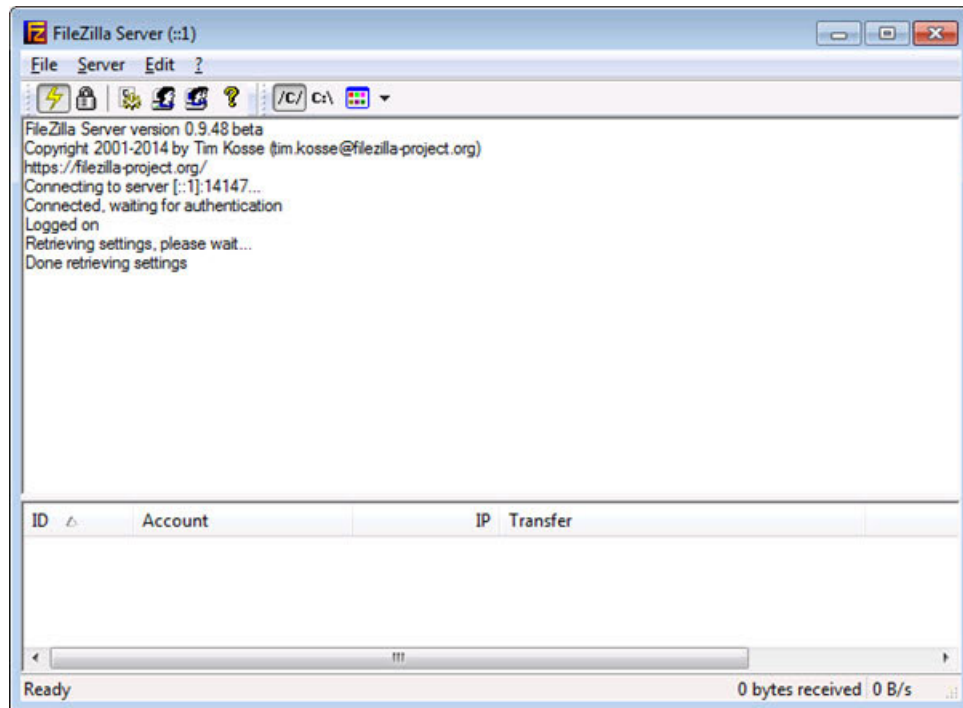 FileZilla Server (::1)
File Server Edit ?
/C/ C:\
FileZilla Server version 0.9.48 beta
Copyright 2001-2014 by Tim Kosse (tim.kosse@filezilla-project.org)
https://filezilla-project.org/
Connecting to server [::1]:14147...
Connected, waiting for authentication
Logged on
Retrieving settings, please wait...
Done retrieving settings
ID Account IP Transfer
Ready 0 bytes received 0 B/s